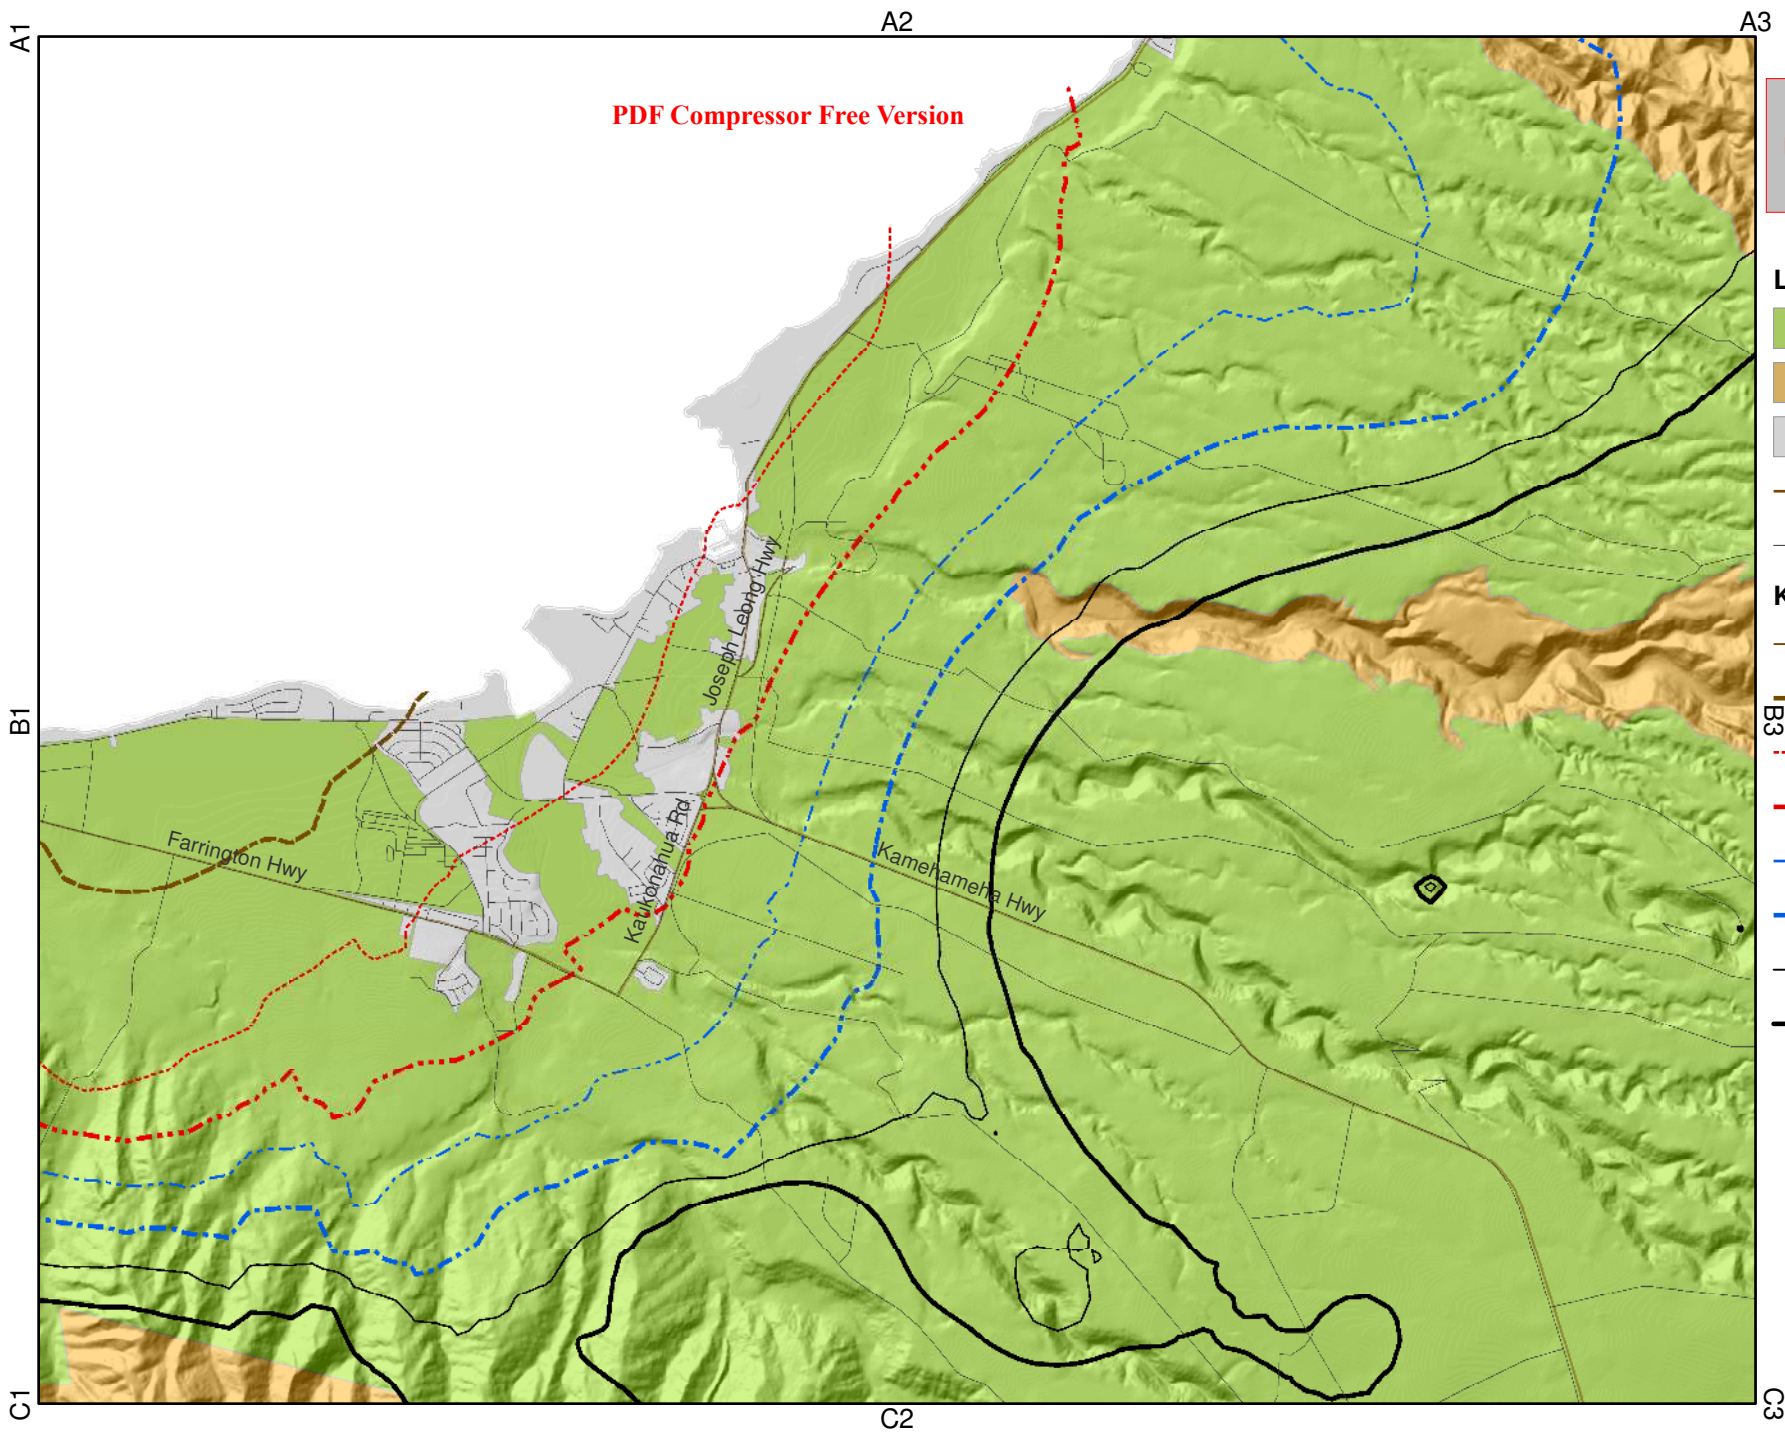 A1
A2
A3
PDF Compressor Free Version
L
Joseph Leong Hwy
K
B1
B3
Farrington Hwy
Kaukonahua Rd
Kamehameha Hwy
C1
C2
C3